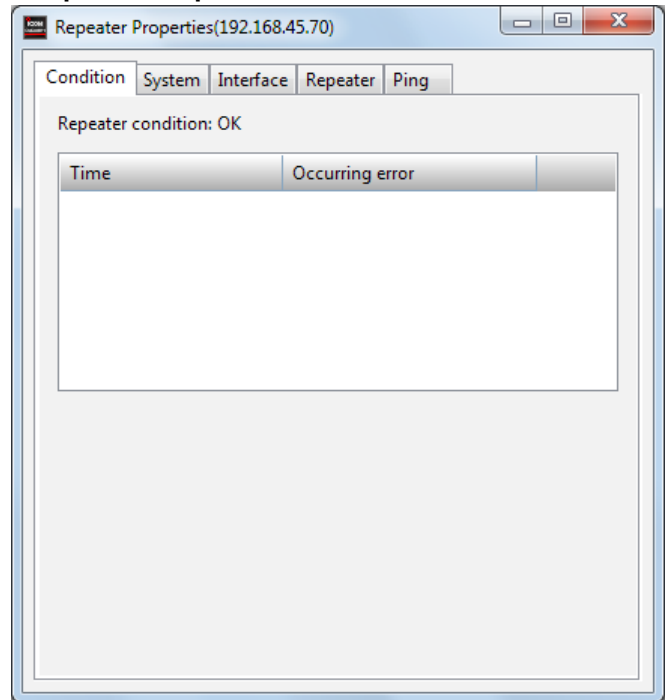 Repeater Properties(192.168.45.70)
Condition System Interface Repeater Ping
Repeater condition: OK
Time Occurring error